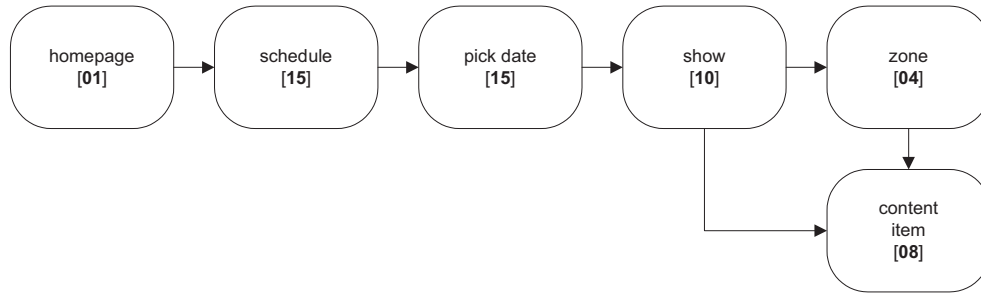 homepage
[01]
schedule
[15]
pick date
[15]
show
[10]
zone
[04]
content
item
[08]